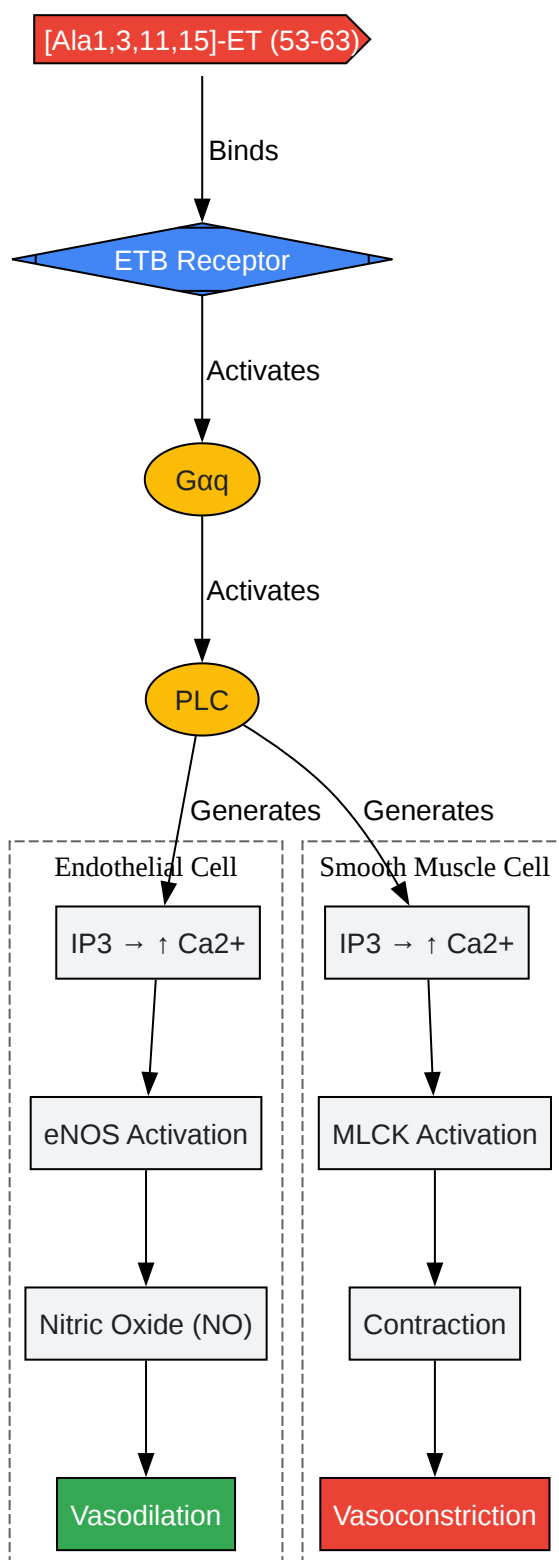 [Ala1,3,11,15]-ET (53-63)
Binds
ETB Receptor
Activates
Gαq
Activates
PLC
Generates
Generates
Endothelial Cell
Smooth Muscle Cell
IP3 → ↑ Ca2+
IP3 → ↑ Ca2+
eNOS Activation
MLCK Activation
Nitric Oxide (NO)
Contraction
Vasodilation
Vasoconstriction